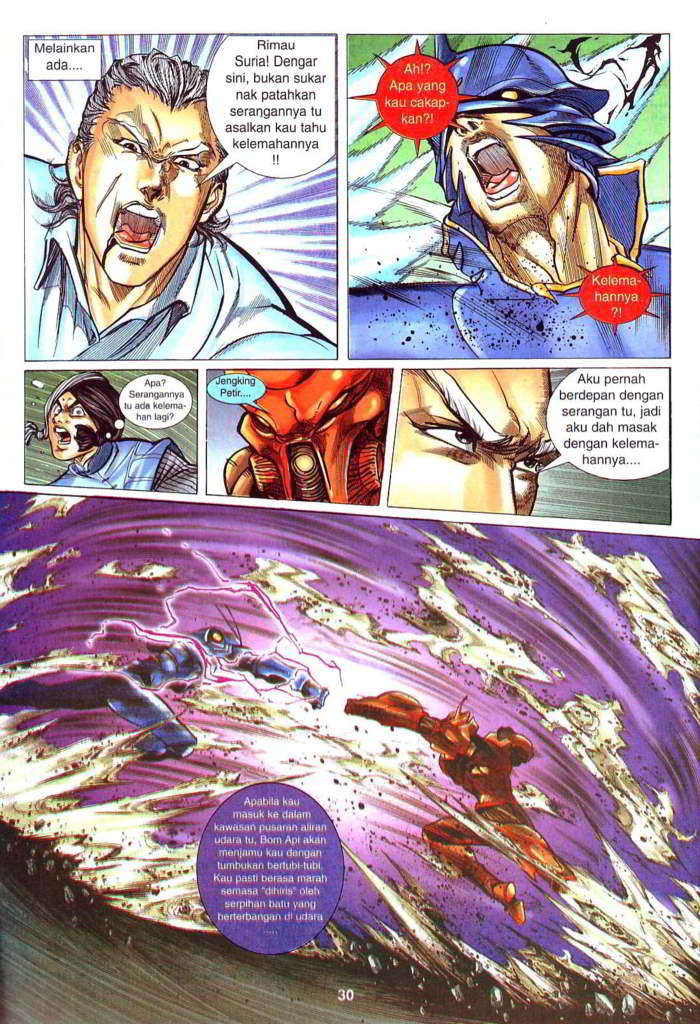 Melainkan
ada....
Rimau
Suria! Dengar
sini, bukan sukar
nak patahkan
serangannya tu
asalkan kau tahu
kelemahannya
!!
Ah!?
Apa yang
kau cakap-
kan?!
Kelema-
hannya
?!
Apa?
Serangannya
tu ada kelema-
han lagi?
Jengking
Petir....
Aku pernah
berdepan dengan
serangan tu, jadi
aku dah masak
dengan kelema-
hannya....
Apabila kau
masuk ke dalam
kawasan pusaran aliran
udara tu, Bom Api akan
menjamu kau dengan
tumbukan bertubi-tubi.
Kau pasti berasa marah
semasa "dihiris" oleh
serpihan batu yang
berterbangan di udara
.....
30